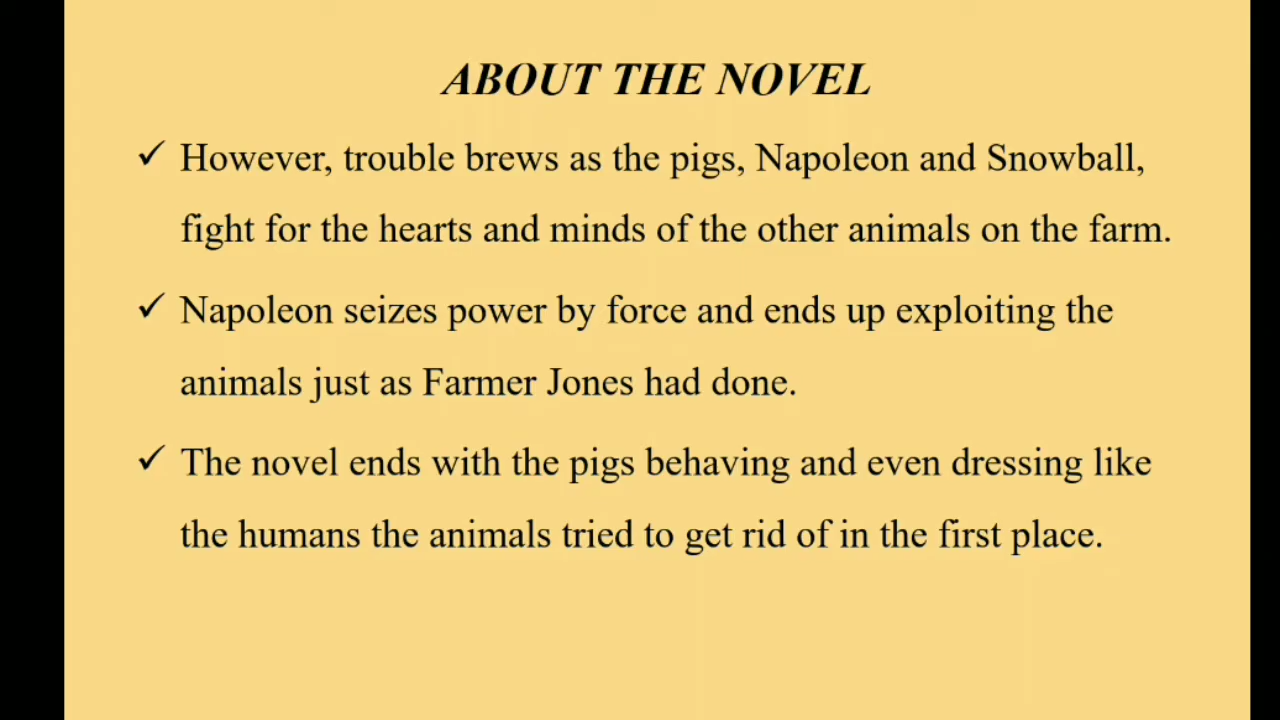 ABOUT THE NOVEL
✓ However, trouble brews as the pigs, Napoleon and Snowball,
fight for the hearts and minds of the other animals on the farm.
✓ Napoleon seizes power by force and ends up exploiting the
animals just as Farmer Jones had done.
✓ The novel ends with the pigs behaving and even dressing like
the humans the animals tried to get rid of in the first place.